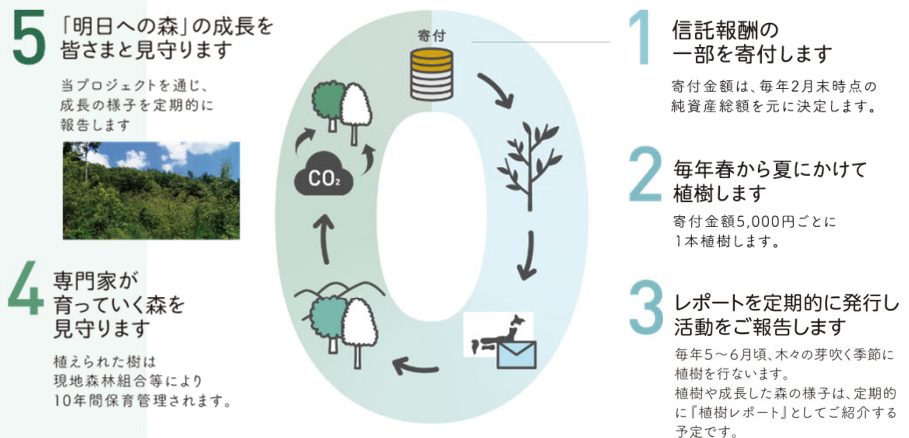 寄付
1
信託報酬の
一部を寄付します
寄付金額は、毎年2月末時点の
純資産総額を元に決定します。
2
毎年春から夏にかけて
植樹します
寄付金額5,000円ごとに
1本植樹します。
3
レポートを定期的に発行し
活動をご報告します
毎年5～6月頃、木々の芽吹く季節に
植樹を行ないます。
植樹や成長した森の様子は、定期的
に『植樹レポート』としてご紹介する
予定です。
4
専門家が
育っていく森を
見守ります
植えられた樹は
現地森林組合等により
10年間保育管理されます。
5
「明日への森」の成長を
皆さまと見守ります
当プロジェクトを通じ、
成長の様子を定期的に
報告します
CO₂